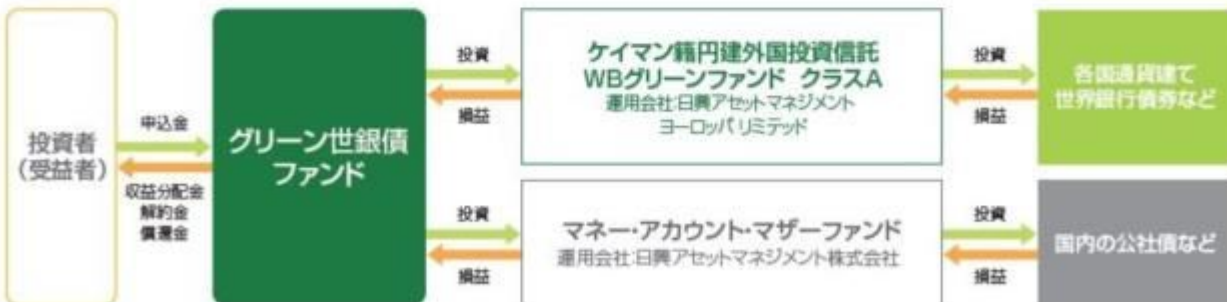 投資者
(受益者)
申込金
収益分配金
解約金
償還金
グリーン世銀債
ファンド
投資
損益
ケイマン籍円建外国投資信託
WBグリーンファンド クラスA
運用会社:日興アセットマネジメント
ヨーロッパ リミテッド
投資
損益
各国通貨建て
世界銀行債券など
投資
損益
マネー・アカウント・マザーファンド
運用会社:日興アセットマネジメント株式会社
投資
損益
国内の公社債など